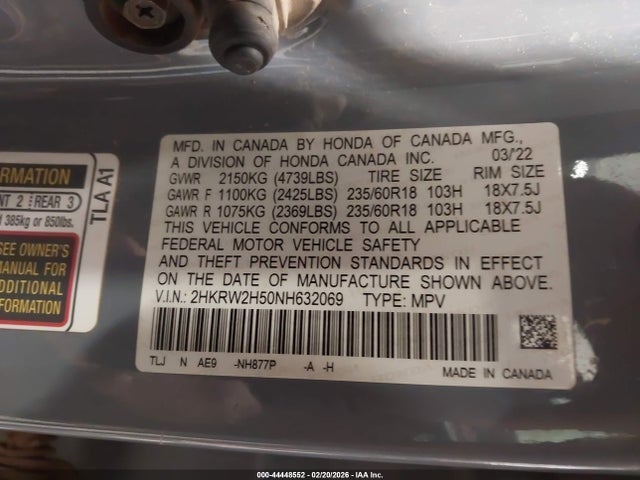 MFD. IN CANADA BY HONDA OF CANADA MFG.,
A DIVISION OF HONDA CANADA INC. 03/'22
GVWR 2150KG (4739LBS) TIRE SIZE RIM SIZE
GAWR F 1100KG (2425LBS) 235/60R18 103H 18X7.5J
GAWR R 1075KG (2369LBS) 235/60R18 103H 18X7.5J
THIS VEHICLE CONFORMS TO ALL APPLICABLE
FEDERAL MOTOR VEHICLE SAFETY
AND THEFT PREVENTION STANDARDS IN EFFECT
ON THE DATE OF MANUFACTURE SHOWN ABOVE.
V.I.N.: 2HKRW2H50NH632069 TYPE: MPV
TLJ N AE9 -NH877P -A -H
MADE IN CANADA
RMATION
NT 2 REAR 3
385kg or 850lbs.
SEE OWNER'S
MANUAL FOR
ADDITIONAL
INFORMATION
TLA A1
000-44448552 - 02/20/2026 - IAA Inc.